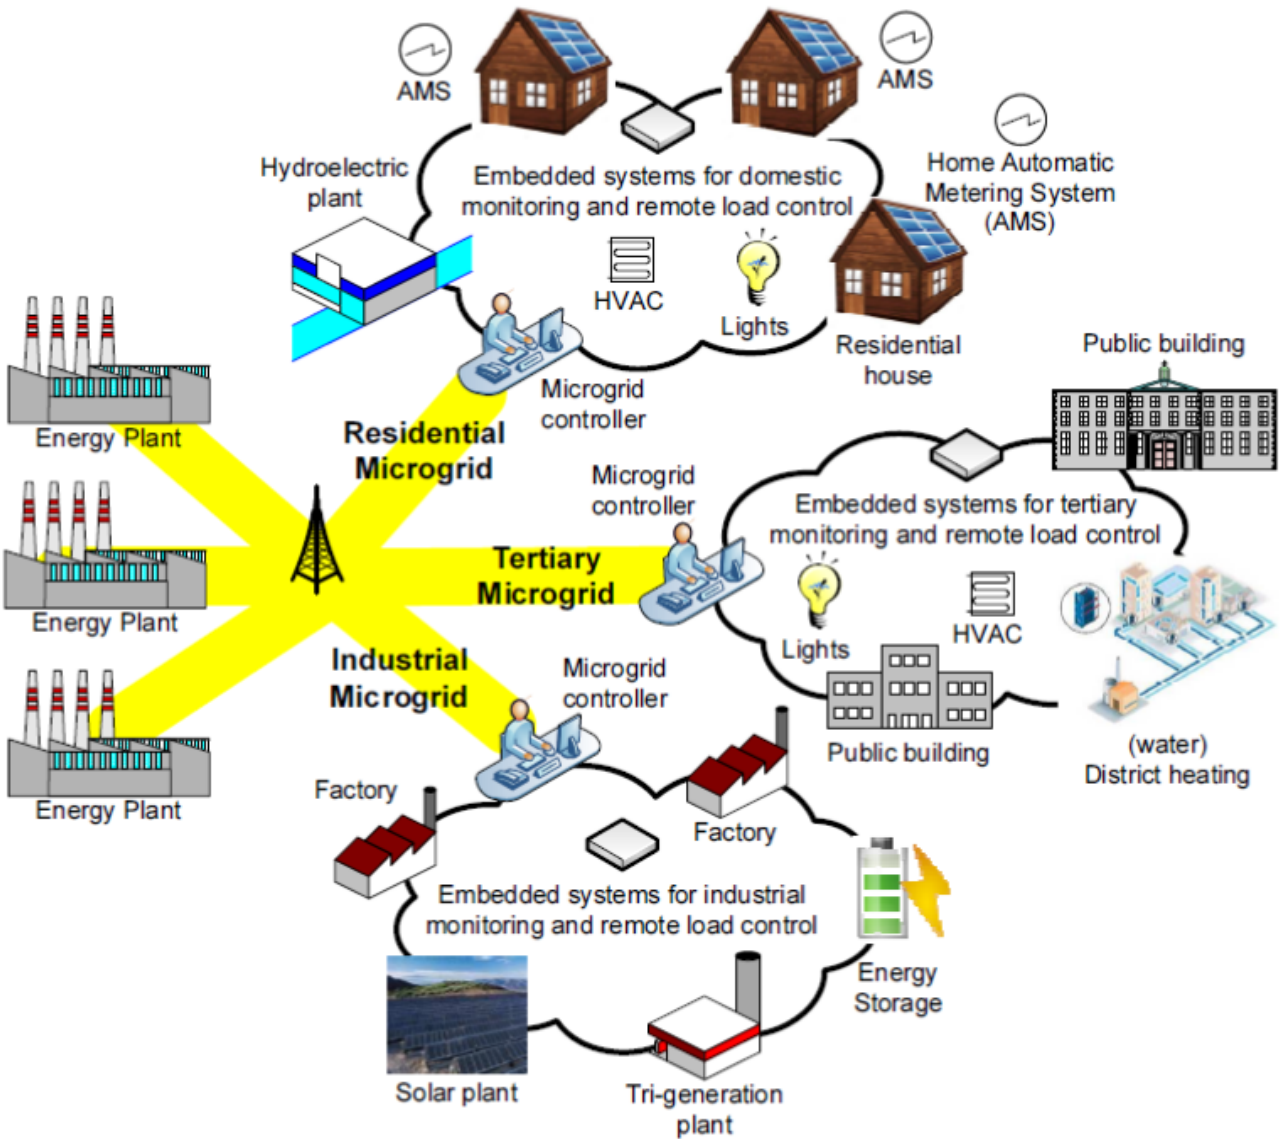 AMS
AMS
Home Automatic
Metering System
(AMS)
Hydroelectric
plant
Embedded systems for domestic
monitoring and remote load control
HVAC
Lights
Residential
house
Microgrid
controller
Public building
Energy Plant
Residential
Microgrid
Microgrid
controller
Embedded systems for tertiary
monitoring and remote load control
Tertiary
Microgrid
Lights
HVAC
Energy Plant
Industrial
Microgrid
Microgrid
controller
Public building
(water)
District heating
Energy Plant
Factory
Factory
Embedded systems for industrial
monitoring and remote load control
Energy
Storage
Solar plant
Tri-generation
plant